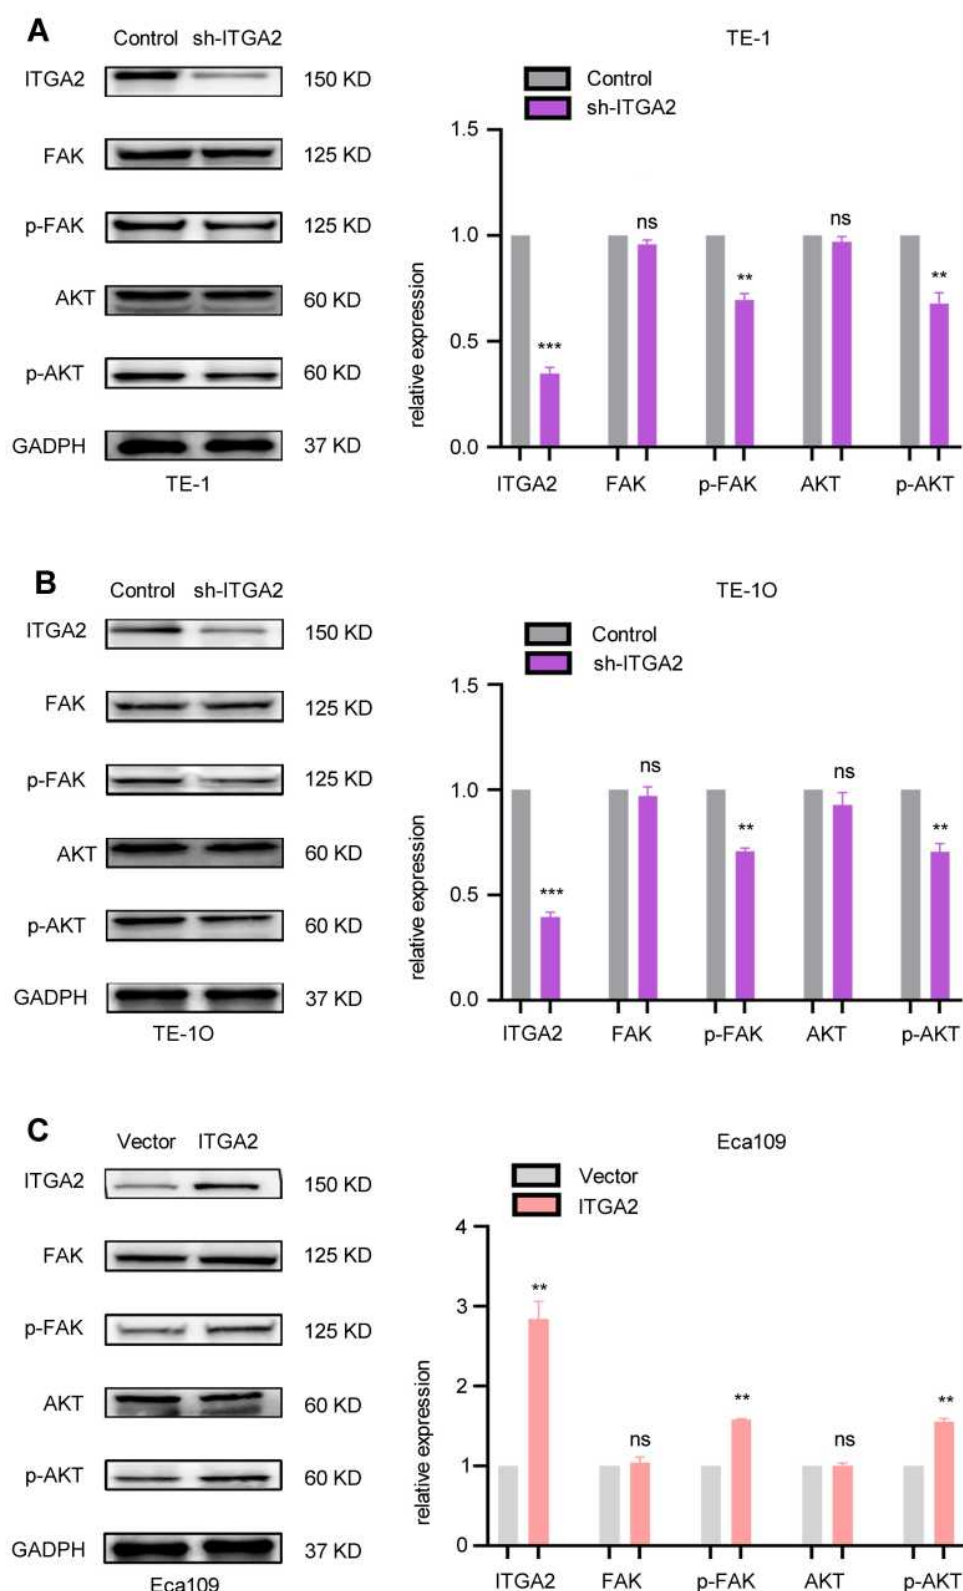 A
Control sh-ITGA2
ITGA2 150 KD
FAK 125 KD
p-FAK 125 KD
AKT 60 KD
p-AKT 60 KD
GADPH 37 KD
TE-1
TE-1
Control
sh-ITGA2
relative expression
1.5
1.0
0.5
0.0
***
ns
**
ns
**
ITGA2 FAK p-FAK AKT p-AKT
B
Control sh-ITGA2
ITGA2 150 KD
FAK 125 KD
p-FAK 125 KD
AKT 60 KD
p-AKT 60 KD
GADPH 37 KD
TE-1O
TE-1O
Control
sh-ITGA2
relative expression
1.5
1.0
0.5
0.0
***
ns
**
ns
**
ITGA2 FAK p-FAK AKT p-AKT
C
Vector ITGA2
ITGA2 150 KD
FAK 125 KD
p-FAK 125 KD
AKT 60 KD
p-AKT 60 KD
GADPH 37 KD
Eca109
Eca109
Vector
ITGA2
relative expression
4
3
2
1
0
**
ns
**
ns
**
ITGA2 FAK p-FAK AKT p-AKT